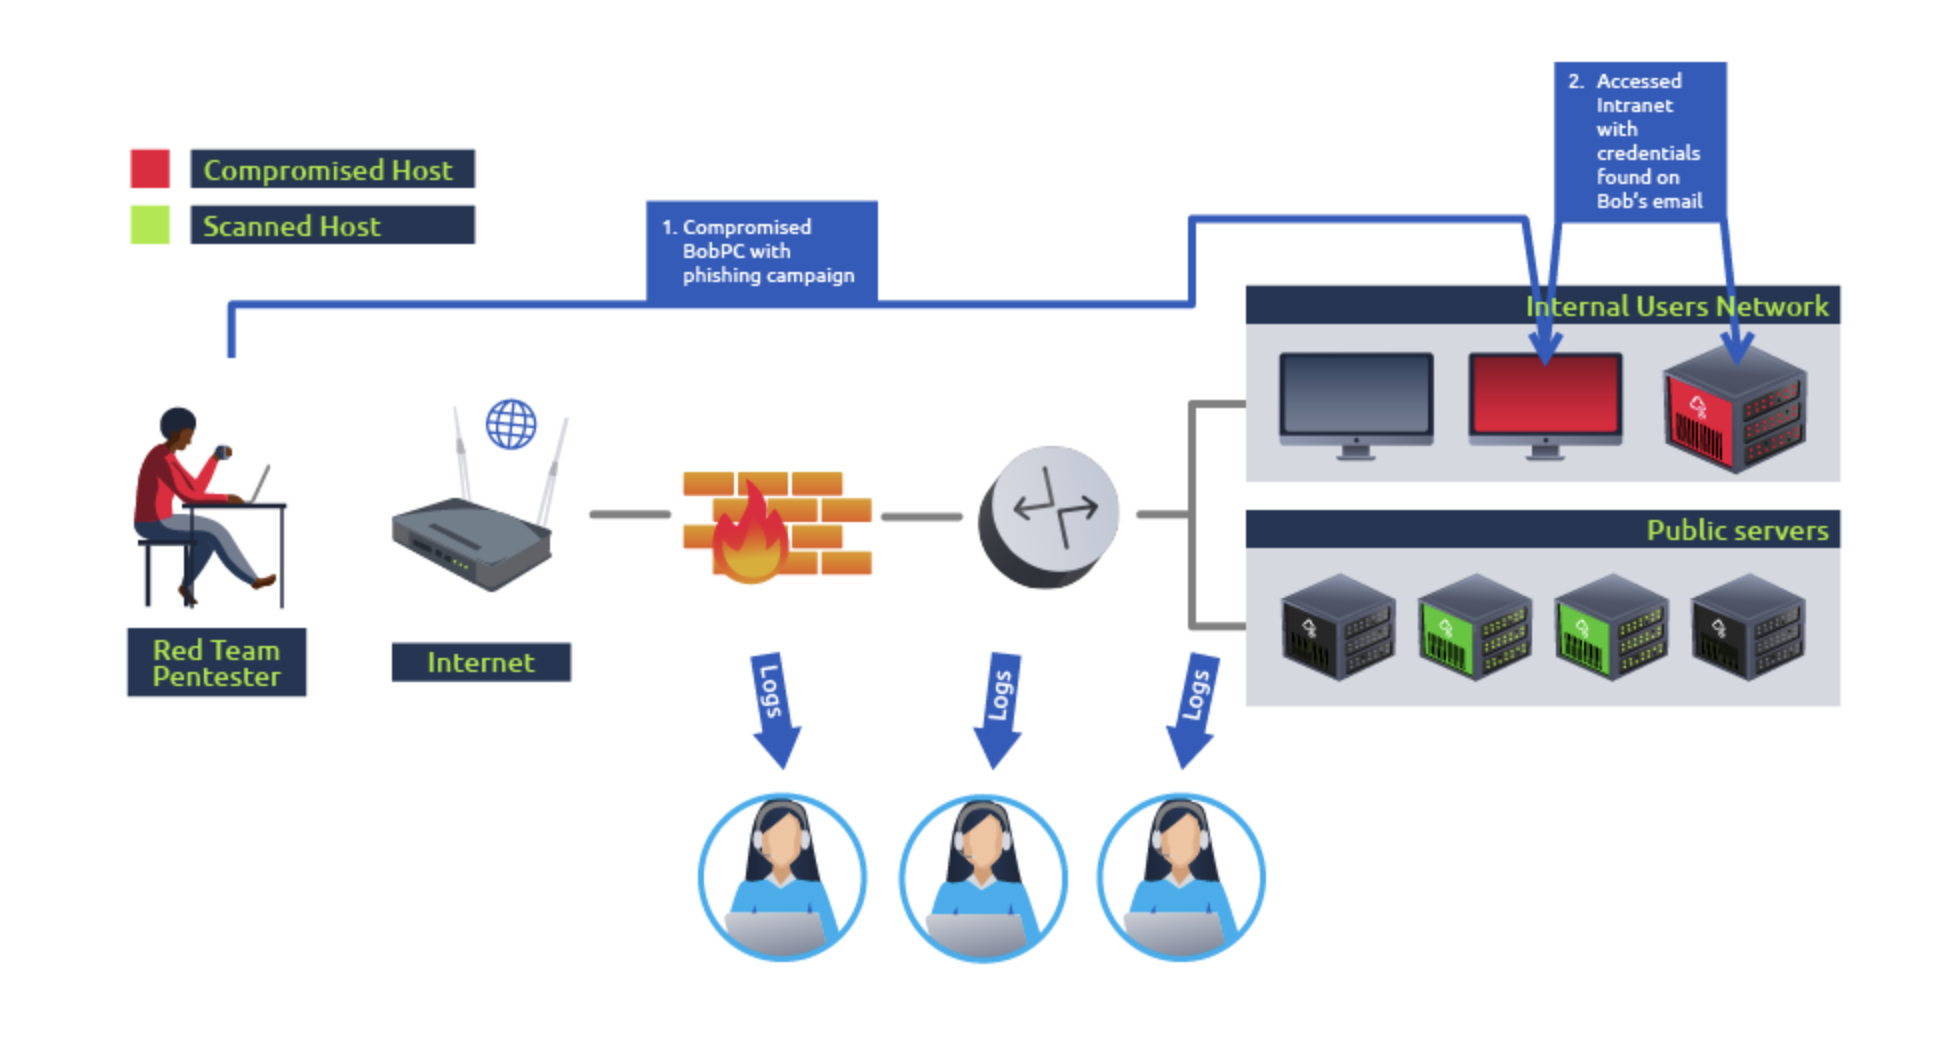 2. Accessed
Intranet
with
credentials
found on
Bob's email
Compromised Host
Scanned Host
1. Compromised
BobPC with
phishing campaign
Internal Users Network
Public servers
Red Team
Pentester
Internet
Logs
Logs
Logs